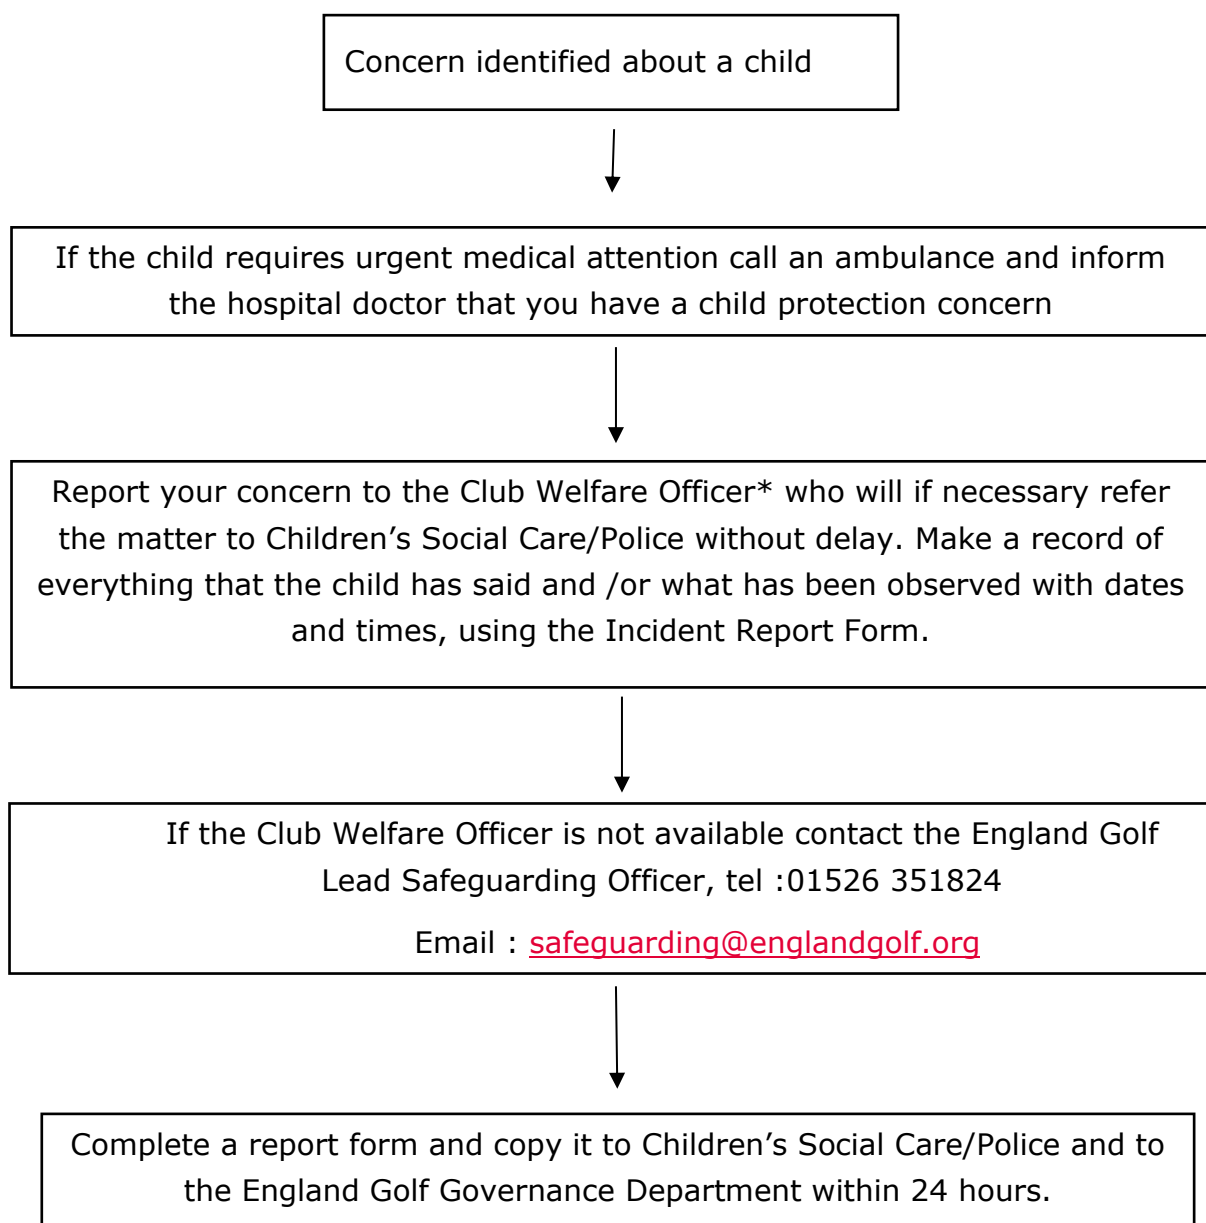 Concern identified about a child
If the child requires urgent medical attention call an ambulance and inform
the hospital doctor that you have a child protection concern
Report your concern to the Club Welfare Officer* who will if necessary refer
the matter to Children’s Social Care/Police without delay. Make a record of
everything that the child has said and /or what has been observed with dates
and times, using the Incident Report Form.
If the Club Welfare Officer is not available contact the England Golf
Lead Safeguarding Officer, tel :01526 351824
Email : safeguarding@englandgolf.org
Complete a report form and copy it to Children’s Social Care/Police and to
the England Golf Governance Department within 24 hours.